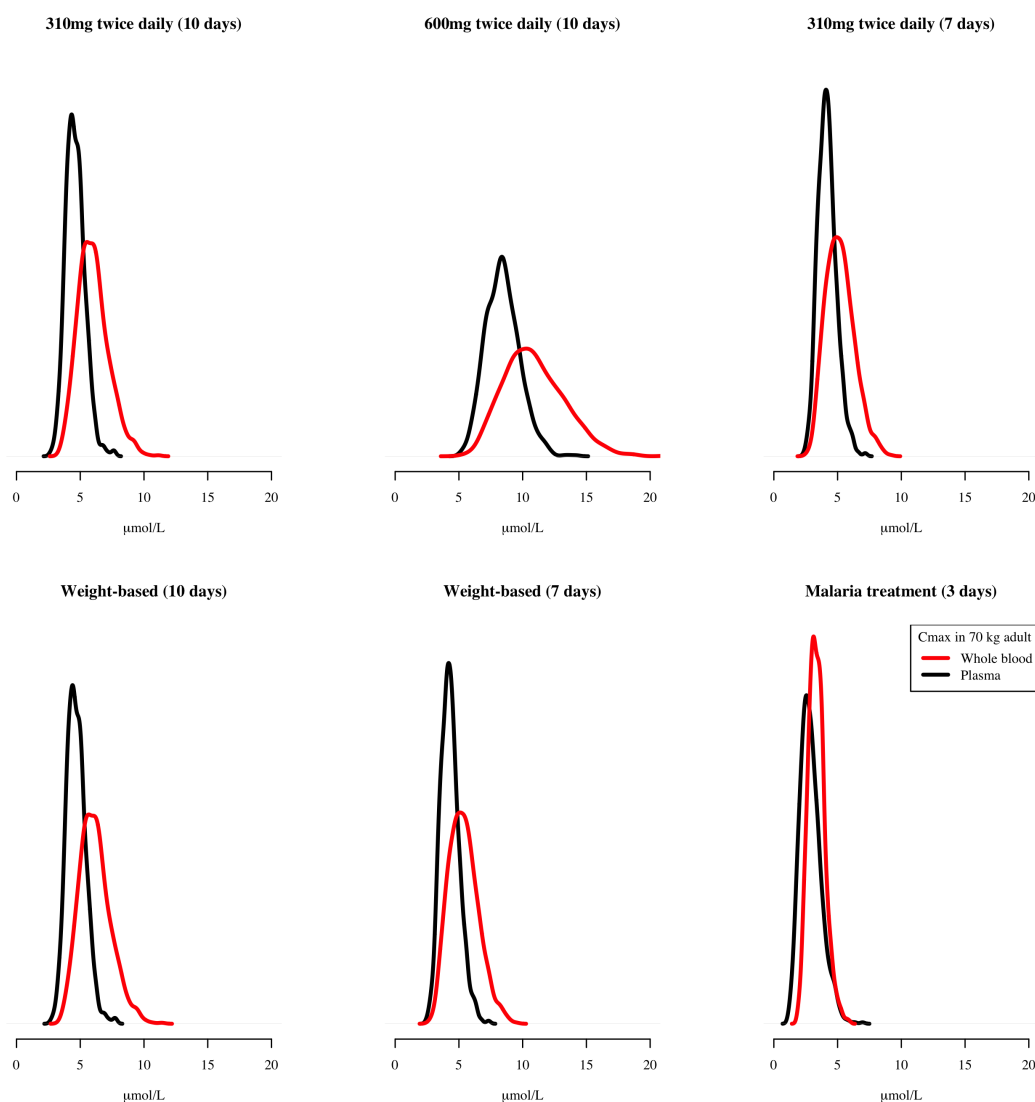 310mg twice daily (10 days)
600mg twice daily (10 days)
310mg twice daily (7 days)
0 5 10 15 20
0 5 10 15 20
0 5 10 15 20
μmol/L
μmol/L
μmol/L
Weight-based (10 days)
Weight-based (7 days)
Malaria treatment (3 days)
Cmax in 70 kg adult
Whole blood
Plasma
0 5 10 15 20
0 5 10 15 20
0 5 10 15 20
μmol/L
μmol/L
μmol/L